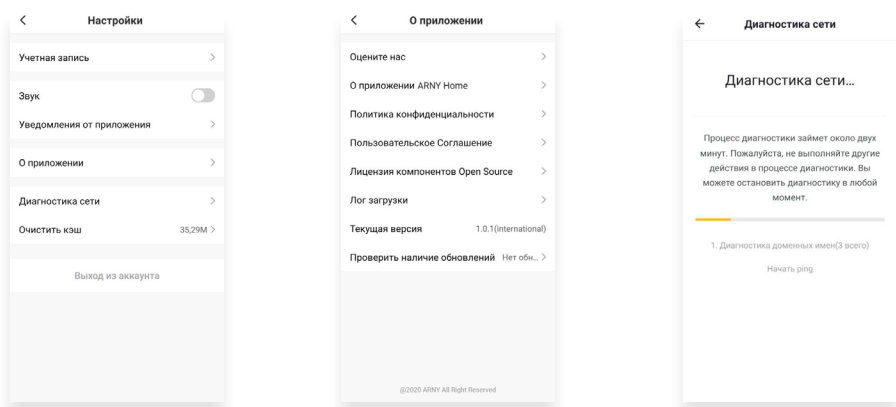 Настройки
Учетная запись
Звук
Уведомления от приложения
О приложении
Диагностика сети
Очистить кэш 35,29M
Выход из аккаунта
О приложении
Оцените нас
О приложении ARNY Home
Политика конфиденциальности
Пользовательское Соглашение
Лицензия компонентов Open Source
Лог загрузки
Текущая версия 1.0.1(international)
Проверить наличие обновлений Нет обн...
@2020 ARNY All Right Reserved
Диагностика сети
Диагностика сети...
Процесс диагностики займет около двух
минут. Пожалуйста, не выполняйте другие
действия в процессе диагностики. Вы
можете остановить диагностику в любой
момент.
1. Диагностика доменных имен(3 всего)
Начать ping